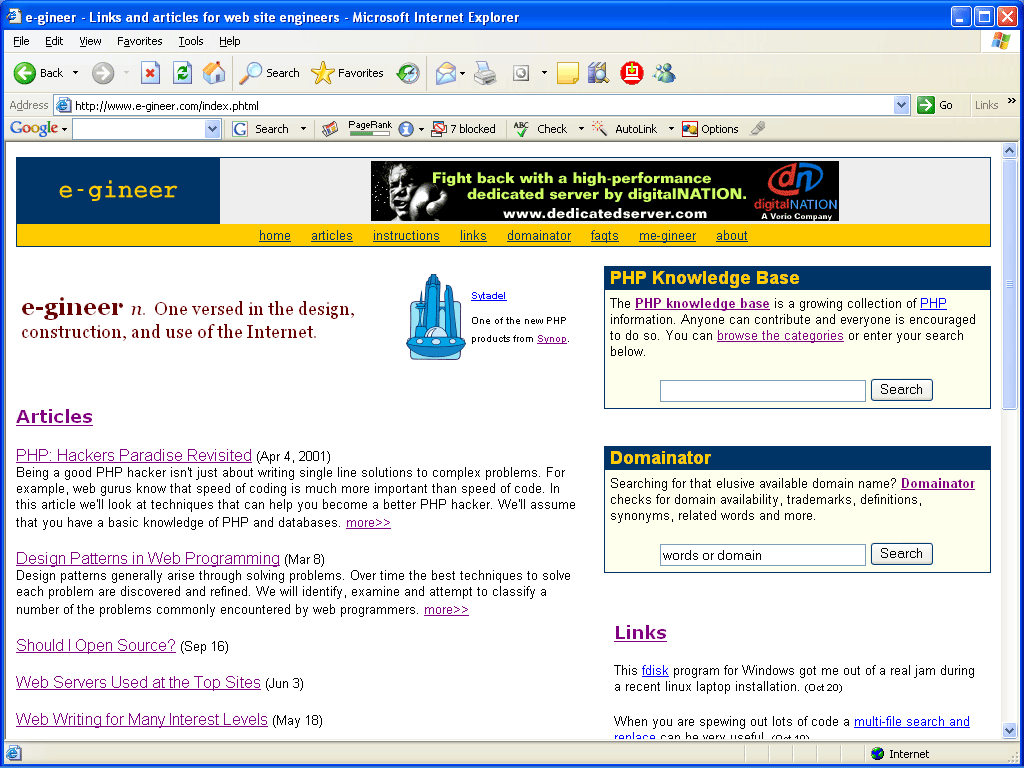 e-gineer - Links and articles for web site engineers - Microsoft Internet Explorer
File Edit View Favorites Tools Help
Back Search Favorites
Address http://www.e-gineer.com/index.phtml Go Links »
Google Search PageRank 7 blocked ABC Check AutoLink Options
e-gineer
Fight back with a high-performance
dedicated server by digitalNATION.
www.dedicatedserver.com
dn
digitalNATION
A Verio Company
home articles instructions links domainator faqts me-gineer about
e-gineer n. One versed in the design,
construction, and use of the Internet.
Sytadel
One of the new PHP
products from Synop.
PHP Knowledge Base
The PHP knowledge base is a growing collection of PHP
information. Anyone can contribute and everyone is encouraged
to do so. You can browse the categories or enter your search
below.
Search
Articles
PHP: Hackers Paradise Revisited (Apr 4, 2001)
Being a good PHP hacker isn't just about writing single line solutions to complex problems. For
example, web gurus know that speed of coding is much more important than speed of code. In
this article we'll look at techniques that can help you become a better PHP hacker. We'll assume
that you have a basic knowledge of PHP and databases. more>>
Design Patterns in Web Programming (Mar 8)
Design patterns generally arise through solving problems. Over time the best techniques to solve
each problem are discovered and refined. We will identify, examine and attempt to classify a
number of the problems commonly encountered by web programmers. more>>
Should I Open Source? (Sep 16)
Web Servers Used at the Top Sites (Jun 3)
Web Writing for Many Interest Levels (May 18)
Domainator
Searching for that elusive available domain name? Domainator
checks for domain availability, trademarks, definitions,
synonyms, related words and more.
words or domain Search
Links
This fdisk program for Windows got me out of a real jam during
a recent linux laptop installation. (Oct 20)
When you are spewing out lots of code a multi-file search and
replace can be very useful. (Oct 19)
Internet